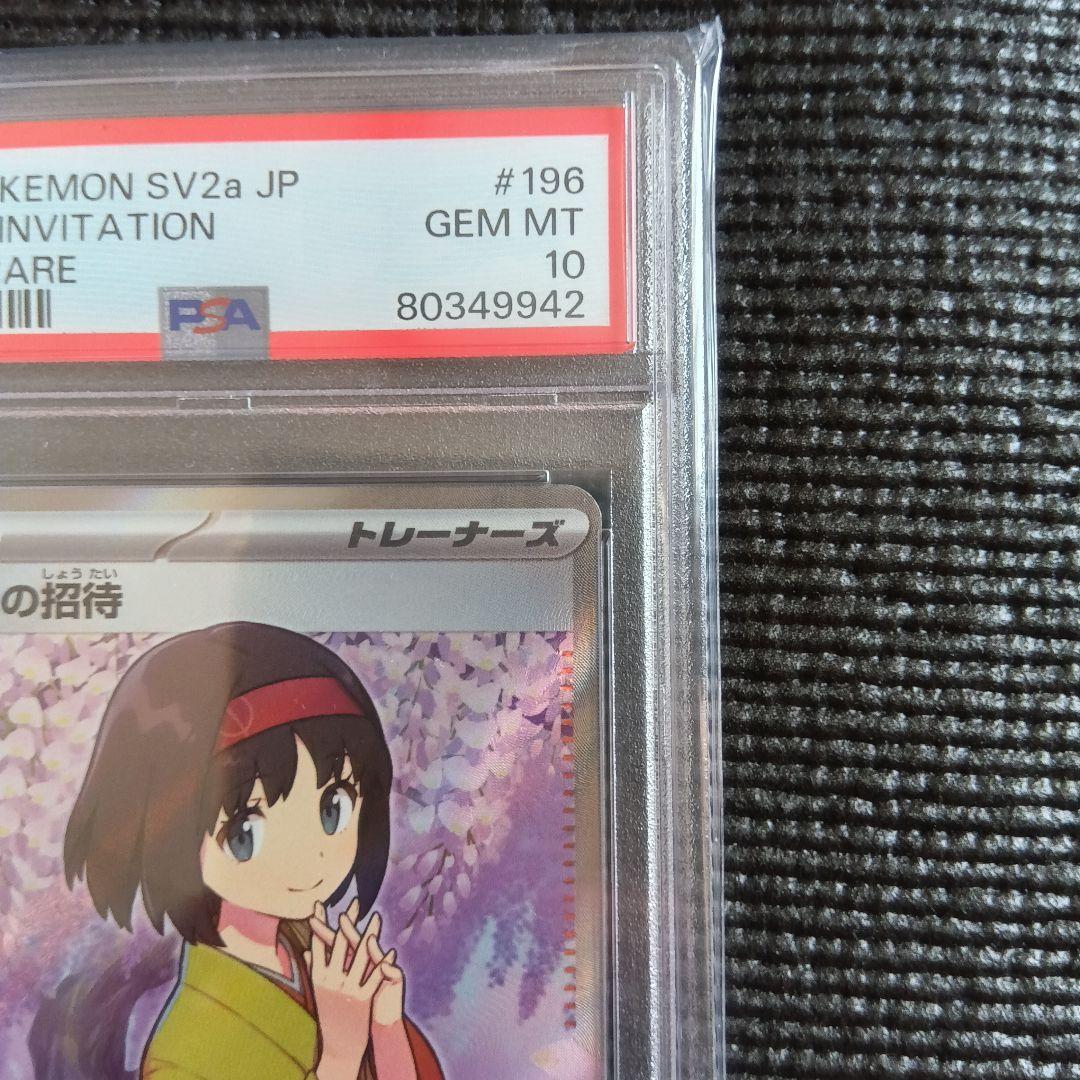 KEMON SV2a JP #196
INVITATION GEM MT
ARE 10
PSA 80349942
トレーナーズ
しょうたい
の招待